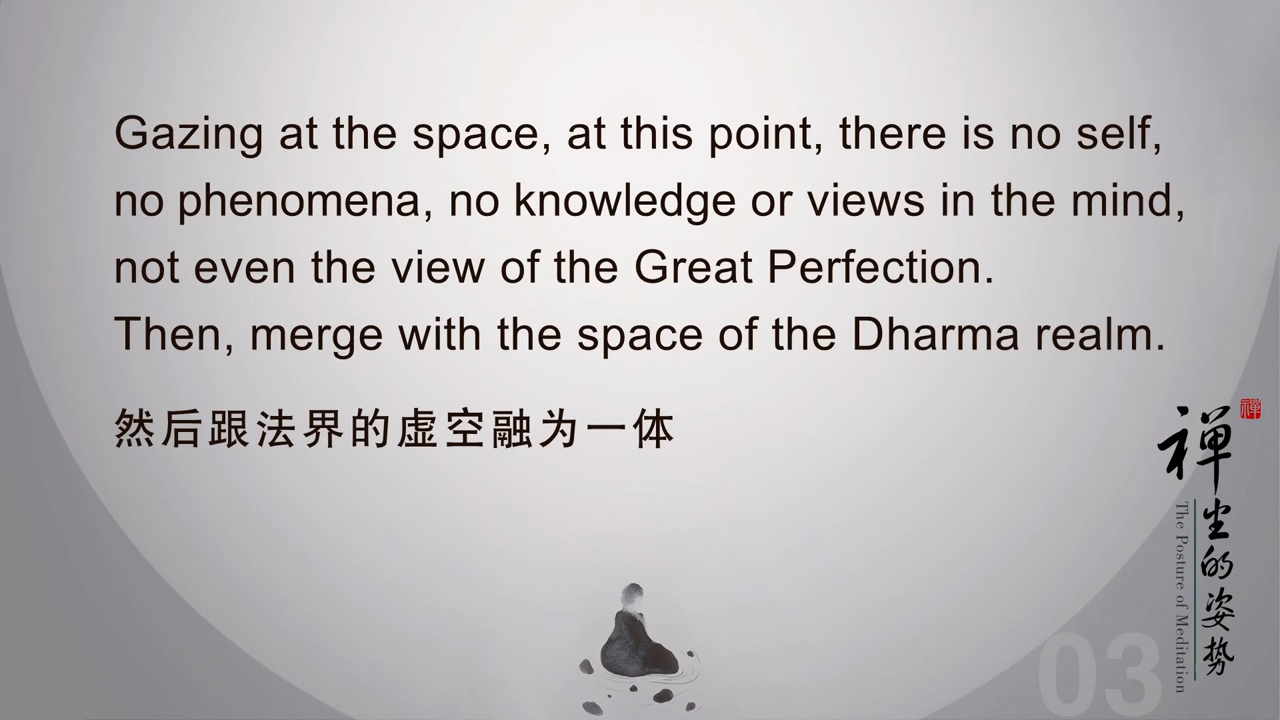 Gazing at the space, at this point, there is no self,
no phenomena, no knowledge or views in the mind,
not even the view of the Great Perfection.
Then, merge with the space of the Dharma realm.
然后跟法界的虚空融为一体
禅
禅坐的姿势
The Posture of Meditation
03